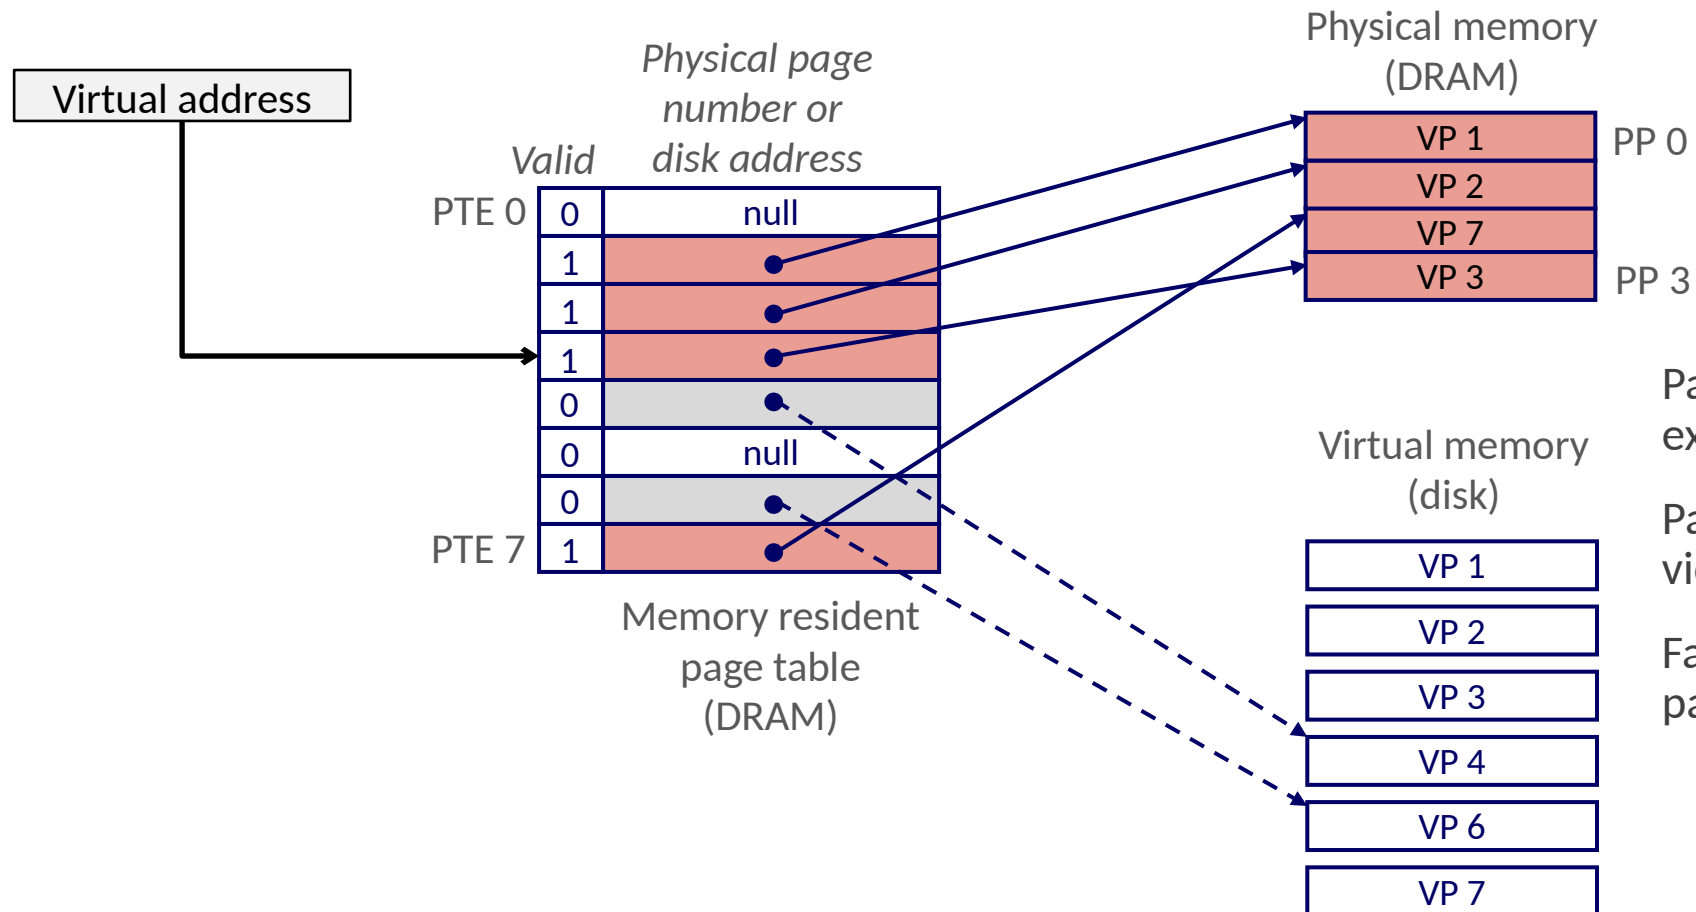 Virtual address
Physical page
number or
disk address
Valid
PTE 0
0
null
1
1
1
0
0
null
0
PTE 7
1
Memory resident
page table
(DRAM)
Physical memory
(DRAM)
VP 1
PP 0
VP 2
VP 7
VP 3
PP 3
Virtual memory
(disk)
VP 1
VP 2
VP 3
VP 4
VP 6
VP 7